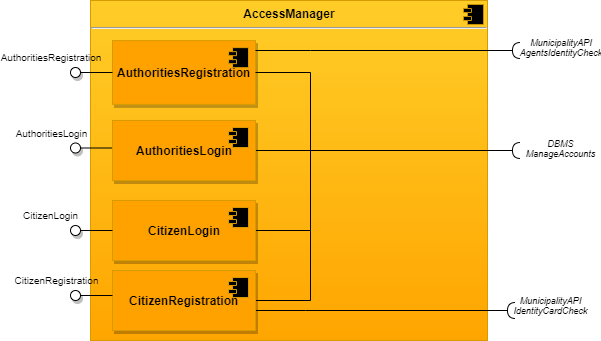 AccessManager
MunicipalityAPI
AgentsIdentityCheck
AuthoritiesRegistration
AuthoritiesRegistration
AuthoritiesLogin
AuthoritiesLogin
DBMS
ManageAccounts
CitizenLogin
CitizenLogin
CitizenRegistration
CitizenRegistration
MunicipalityAPI
IdentityCardCheck